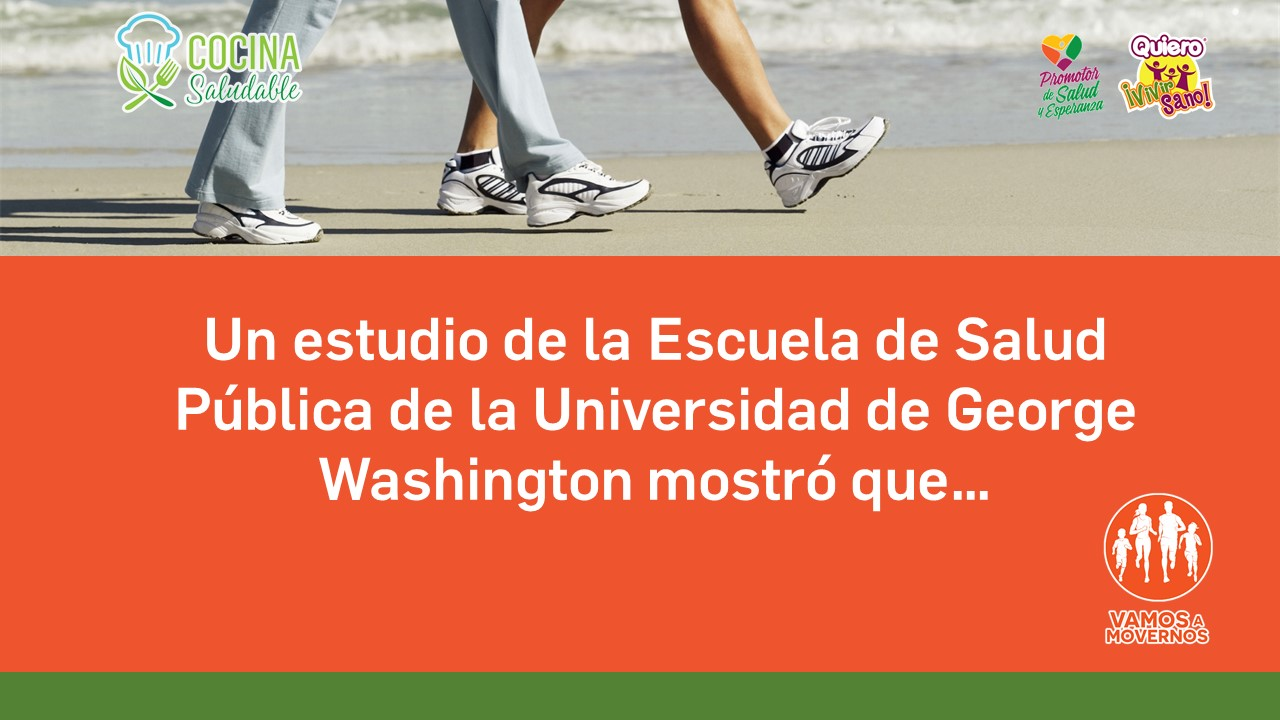 COCINA
Saludable
Promotor
de Salud
y Esperanza
Quiero
¡Vivir
Sano!
Un estudio de la Escuela de Salud
Pública de la Universidad de George
Washington mostró que...
VAMOS A
MOVERNOS